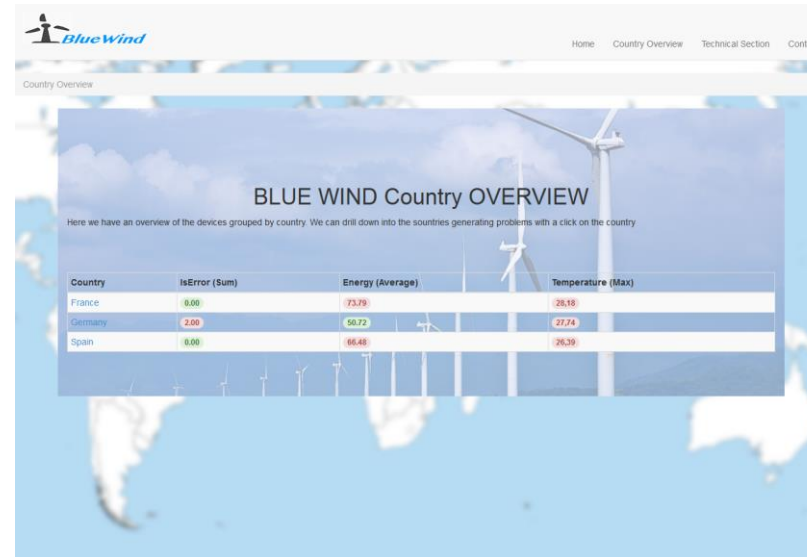 BlueWind
Home Country Overview Technical Section Cont
Country Overview
BLUE WIND Country OVERVIEW
Here we have an overview of the devices grouped by country. We can drill down into the sountries generating problems with a click on the country
Country IsError (Sum) Energy (Average) Temperature (Max)
France 0.00 73.79 28,18
Germany 2.00 50.72 27,74
Spain 0.00 66.48 26,39